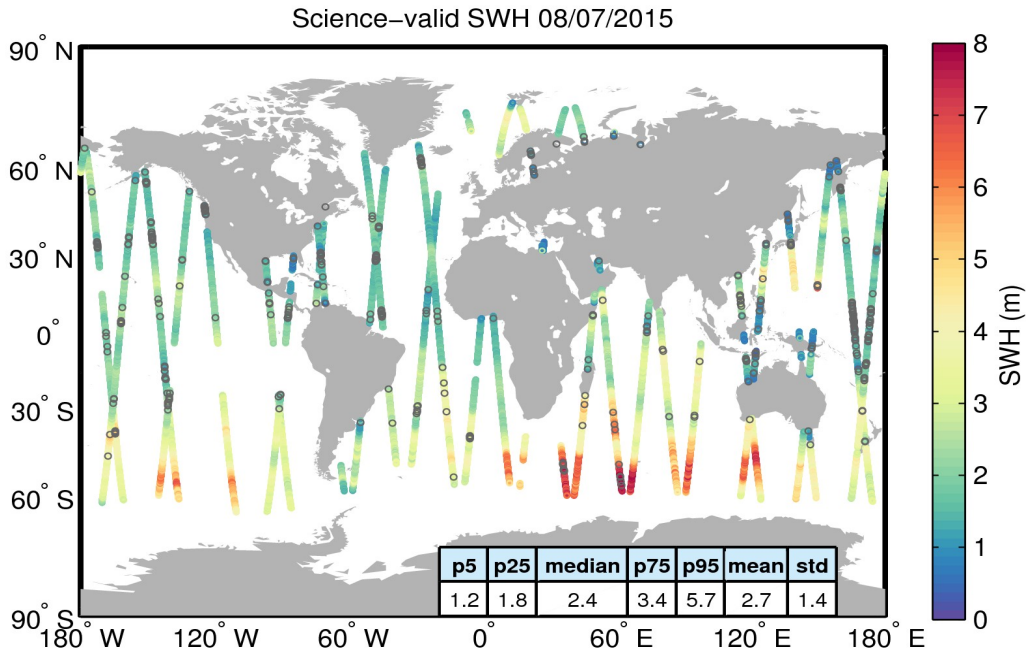 Science−valid SWH 08/07/2015
90° N
60° N
30° N
0°
30° S
60° S
90° S
180° W 120° W 60° W 0° 60° E 120° E 180° E
p5 p25 median p75 p95 mean std
1.2 1.8 2.4 3.4 5.7 2.7 1.4
8
7
6
5
4
3
2
1
0
SWH (m)